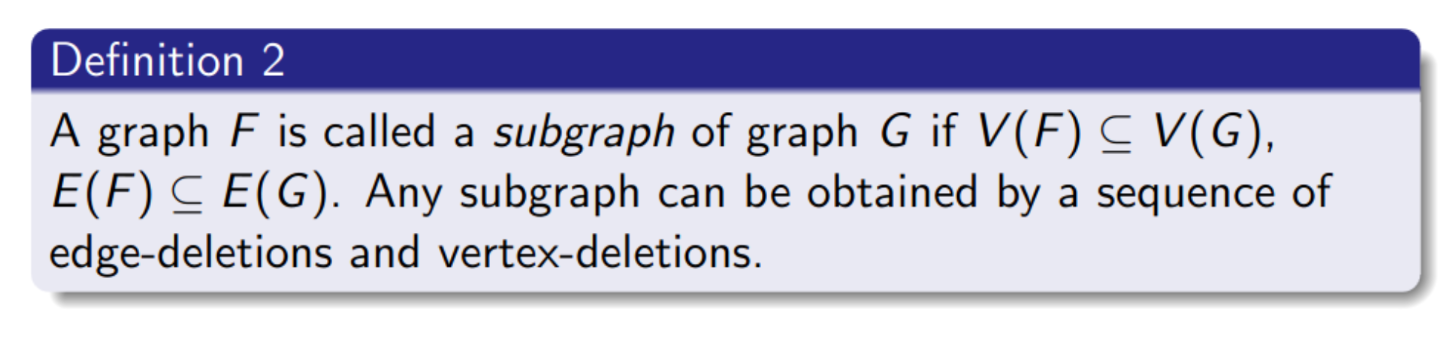 Definition 2
A graph F is called a subgraph of graph G if V(F) ⊆ V(G),
E(F) ⊆ E(G). Any subgraph can be obtained by a sequence of
edge-deletions and vertex-deletions.